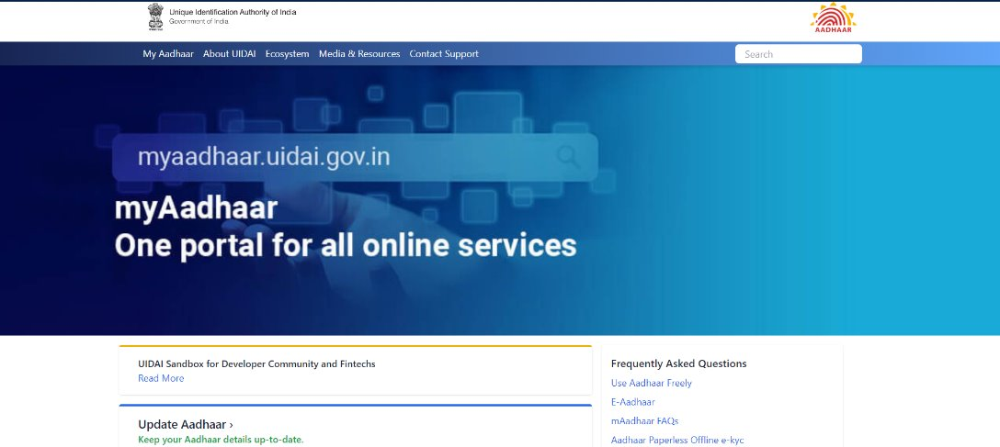 Unique Identification Authority of India
Government of India
AADHAAR
My Aadhaar About UIDAI Ecosystem Media & Resources Contact Support
Search
myaadhaar.uidai.gov.in
myAadhaar
One portal for all online services
UIDAI Sandbox for Developer Community and Fintechs
Read More
Update Aadhaar ›
Keep your Aadhaar details up-to-date.
Frequently Asked Questions
Use Aadhaar Freely
E-Aadhaar
mAadhaar FAQs
Aadhaar Paperless Offline e-kyc